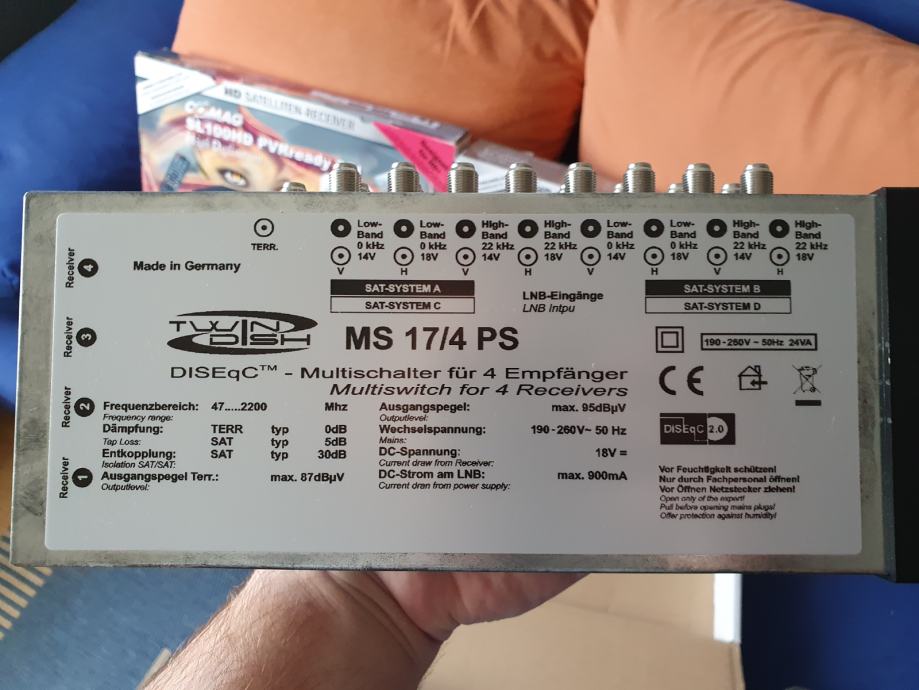 HD SATELLITEN-RECEIVER
COMAG
SL100HD PVRready
TERR.
Low-Band 0 kHz 14V
Low-Band 0 kHz 18V
High-Band 22 kHz 14V
High-Band 22 kHz 18V
Low-Band 0 kHz 14V
Low-Band 0 kHz 18V
High-Band 22 kHz 14V
High-Band 22 kHz 18V
V H V H V H V H
Made in Germany
SAT-SYSTEM A
SAT-SYSTEM C
LNB-Eingänge
LNB Intpu
SAT-SYSTEM B
SAT-SYSTEM D
Receiver 4
Receiver 3
Receiver 2
Receiver 1
TWIN DISH
MS 17/4 PS
190-260V ~ 50Hz 24VA
DISEqC™ - Multischalter für 4 Empfänger
Multiswitch for 4 Receivers
CE
Frequenzbereich: 47.....2200 Mhz
Frequency range:
Dämpfung: TERR typ 0dB
Tap Loss: SAT typ 5dB
Entkopplung: SAT typ 30dB
Isolation SAT/SAT:
Ausgangspegel Terr.: max. 87dBµV
Outputlevel:
Ausgangspegel: max. 95dBµV
Outputlevel:
Wechselspannung: 190-260V~ 50 Hz
Mains:
DC-Spannung: 18V =
Current draw from Receiver:
DC-Strom am LNB: max. 900mA
Current dran from power supply:
DiSEqC 2.0
Vor Feuchtigkeit schützen!
Nur durch Fachpersonal öffnen!
Vor Öffnen Netzstecker ziehen!
Open only of the expert!
Pull before opening mains plugs!
Offer protection against humidity!